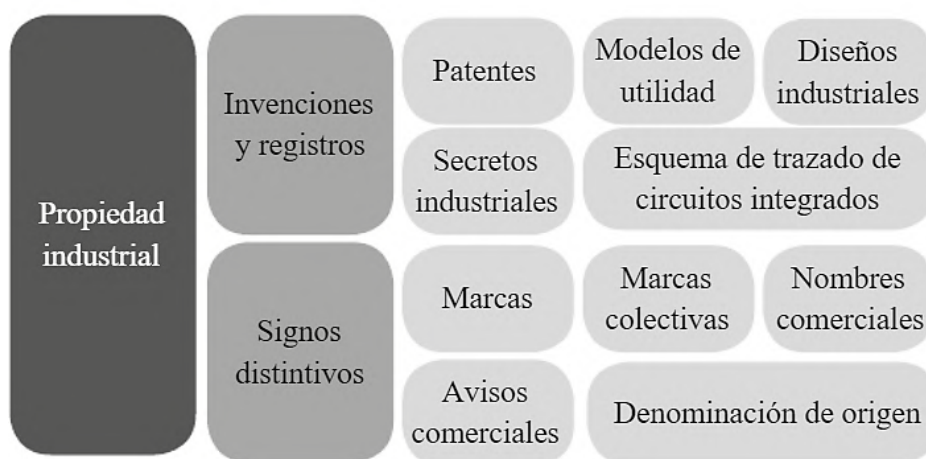 Propiedad
industrial
Invenciones
y registros
Patentes
Modelos de
utilidad
Diseños
industriales
Secretos
industriales
Esquema de trazado de
circuitos integrados
Signos
distintivos
Marcas
Marcas
colectivas
Nombres
comerciales
Avisos
comerciales
Denominación de origen